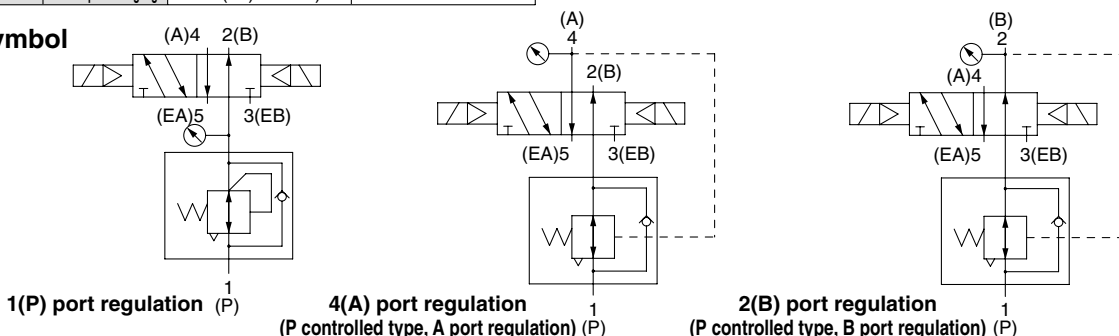 ymbol
(A)4 2(B)
(EA)5 3(EB)
1
(P)
1(P) port regulation
(A)
4
2(B)
(EA)5 3(EB)
1
(P)
4(A) port regulation
(P controlled type, A port regulation)
(B)
2
(A)4
(EA)5 3(EB)
1
(P)
2(B) port regulation
(P controlled type, B port regulation)